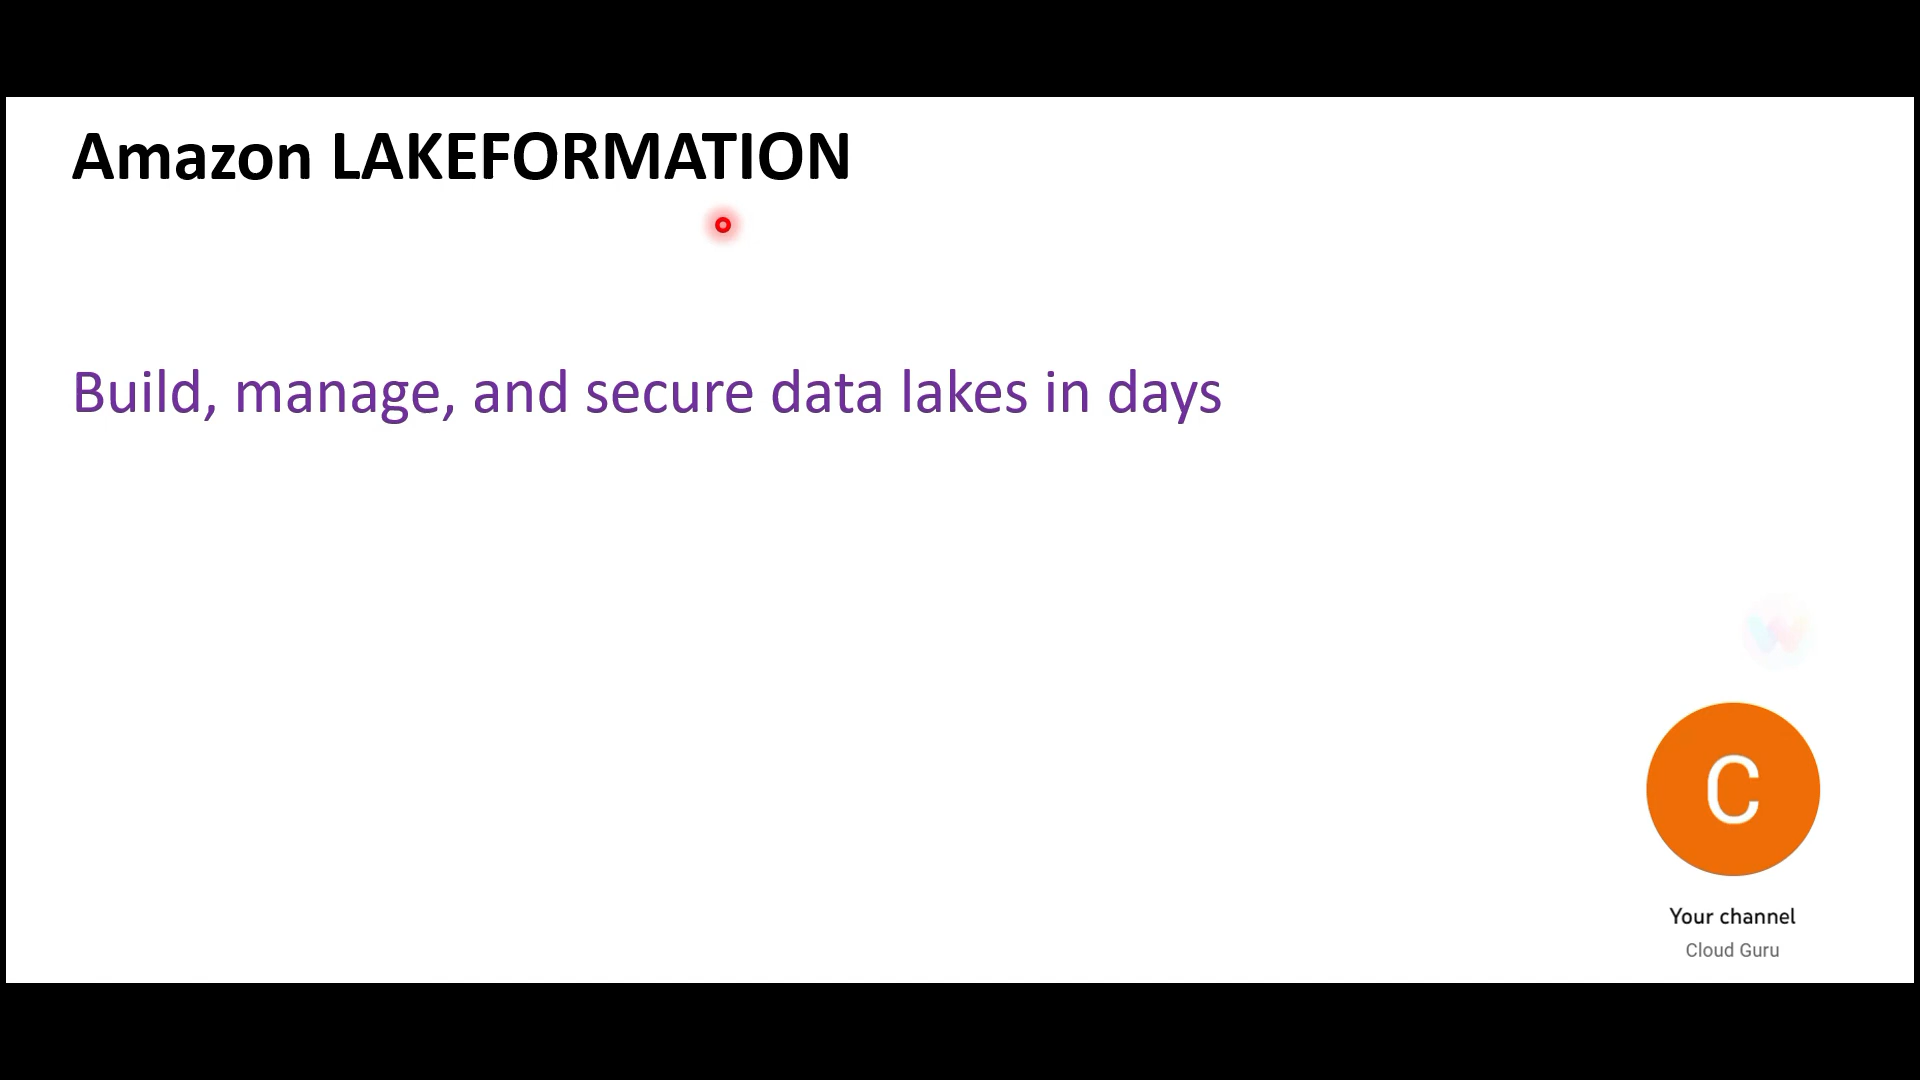 Amazon LAKEFORMATION
Build, manage, and secure data lakes in days
C
Your channel
Cloud Guru